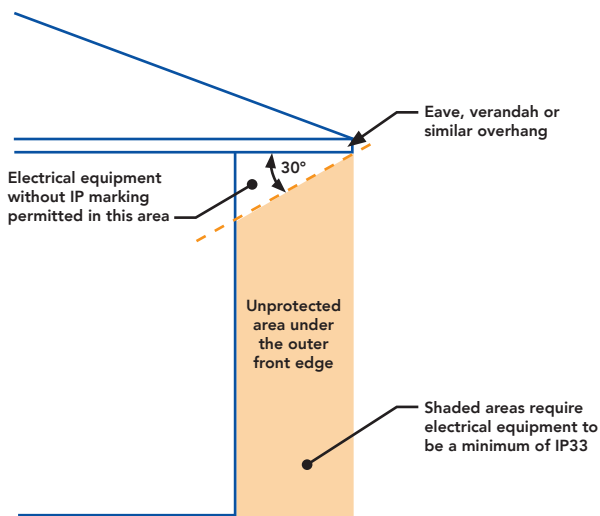 Eave, verandah or
similar overhang
30°
Electrical equipment
without IP marking
permitted in this area
Unprotected
area under
the outer
front edge
Shaded areas require
electrical equipment to
be a minimum of IP33